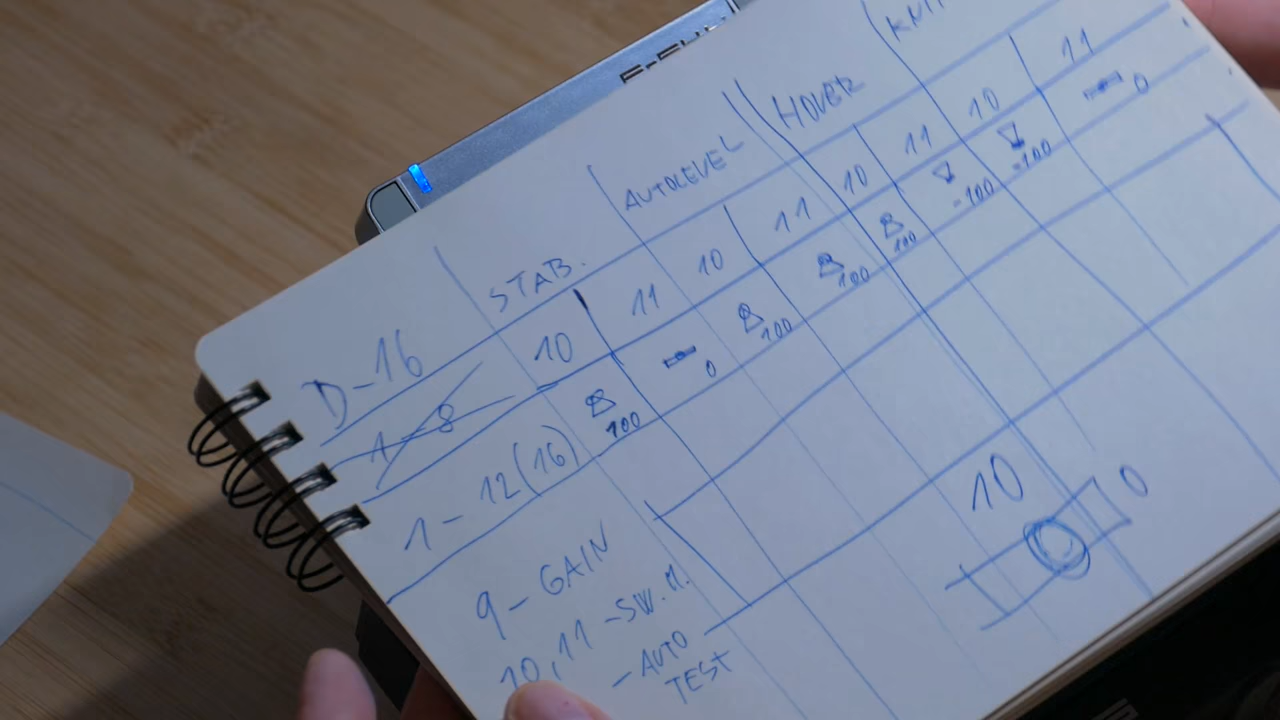 D-16 STAB. AUTOLEVEL HOVER
1-8 10 11 10 11 10 11 10 11
1-12(16) 100 0 100 100 100 -100 -100 0
9-GAIN
10,11-SW.M.
-AUTO
TEST
10
0